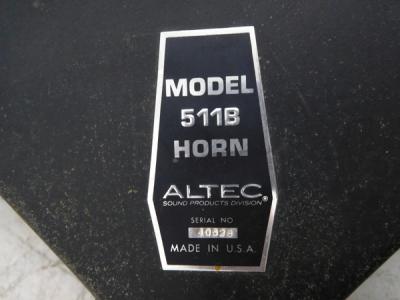 MODEL
511B
HORN
ALTEC®
SOUND PRODUCTS DIVISION
SERIAL NO
MADE IN U.S.A.